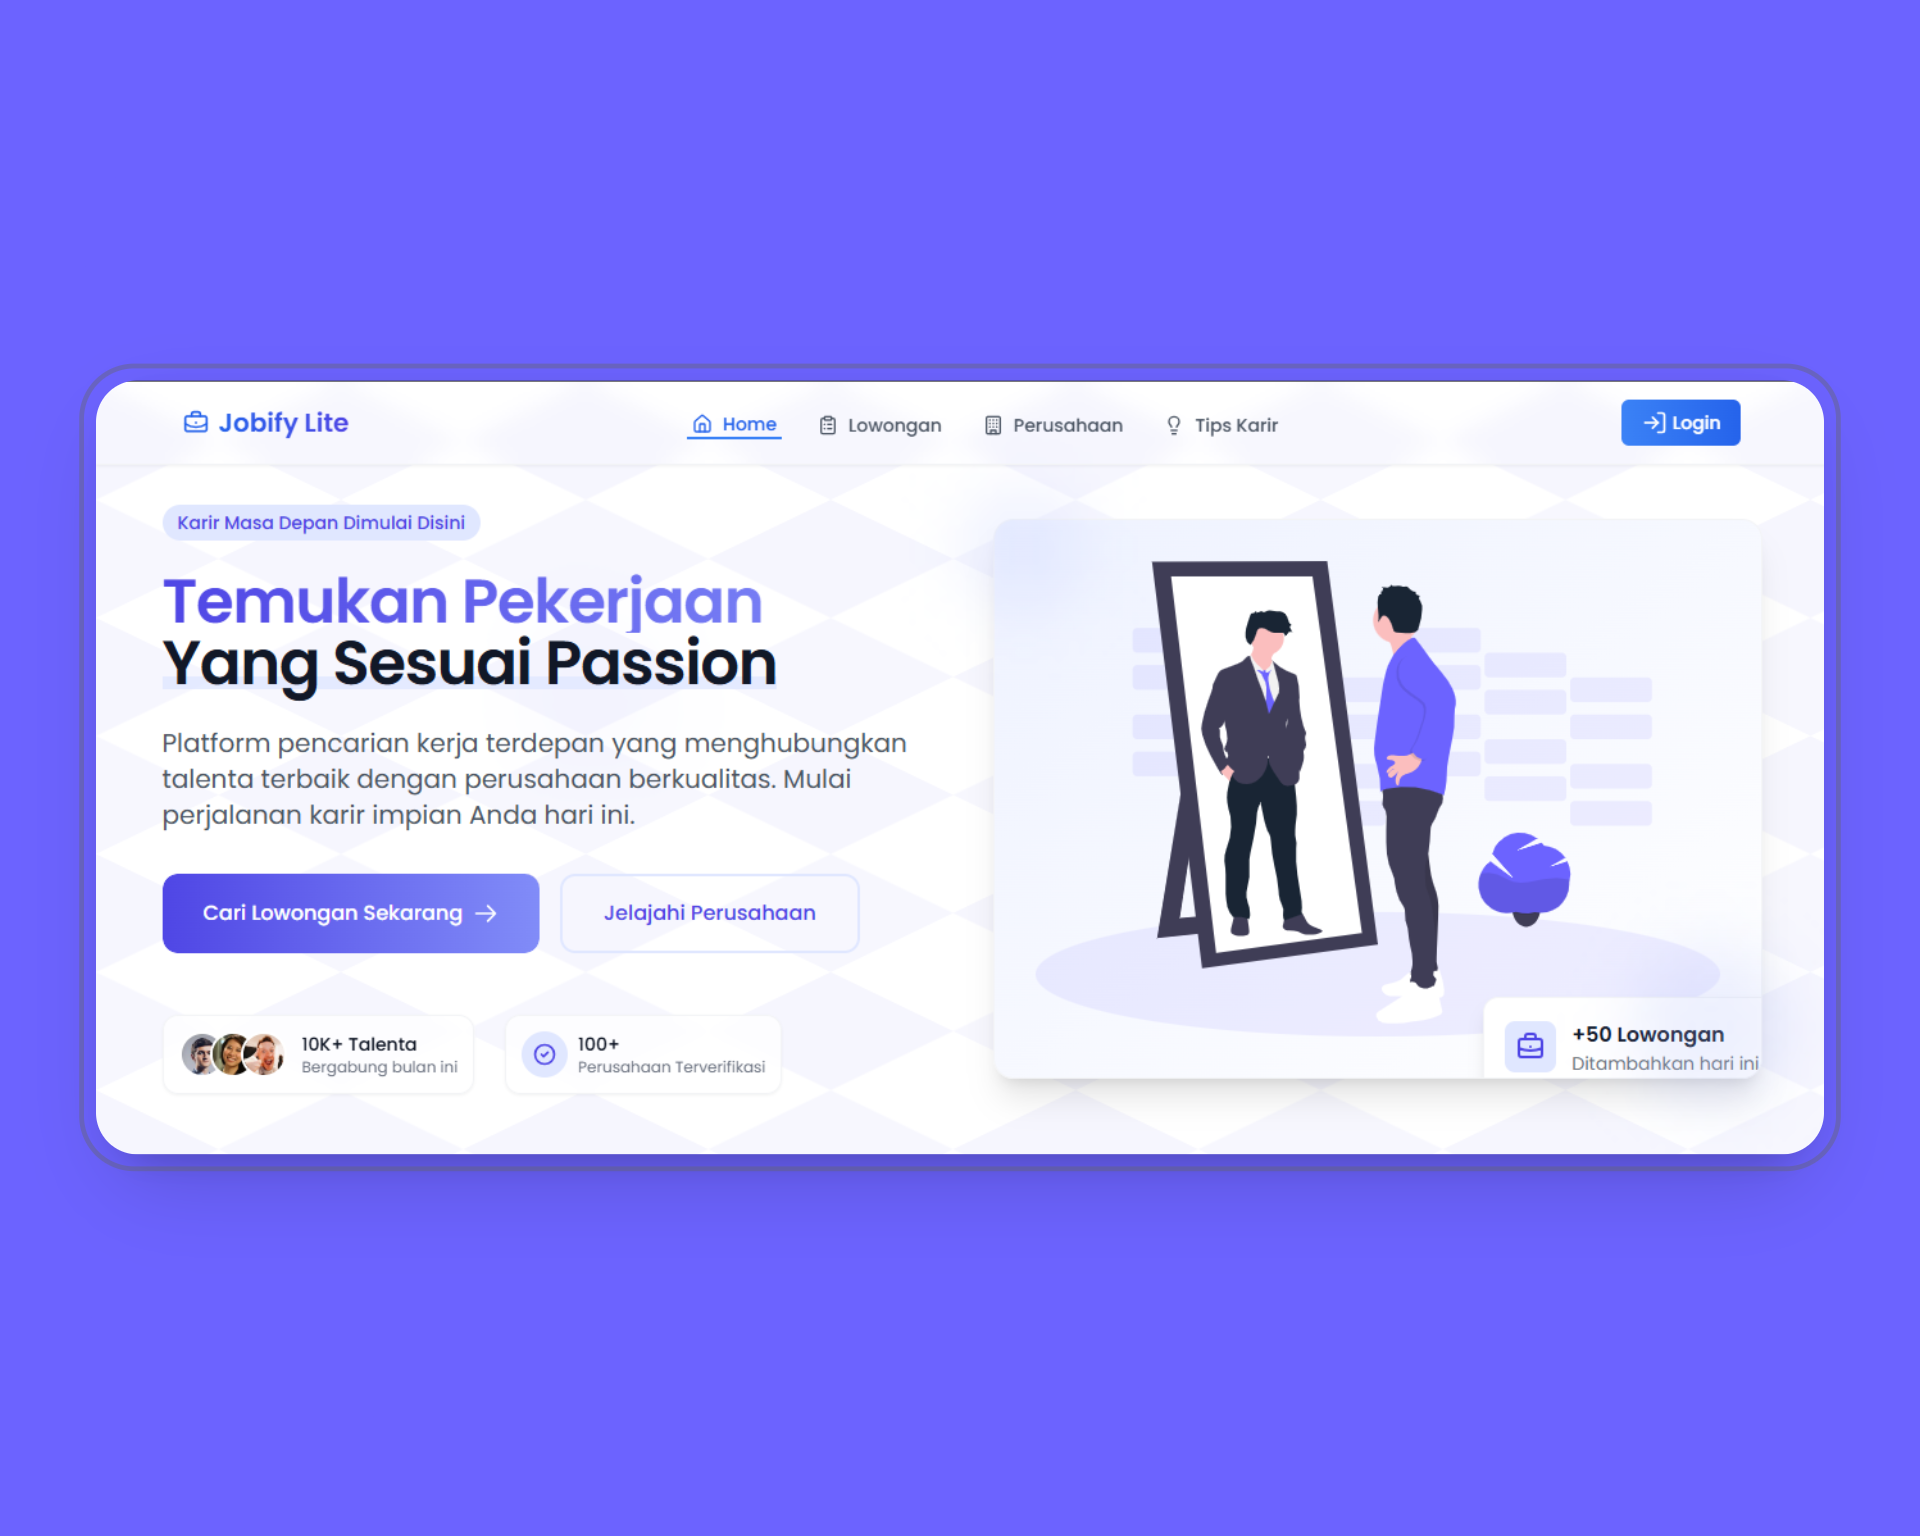 Jobify Lite
Home
Lowongan
Perusahaan
Tips Karir
Login
Karir Masa Depan Dimulai Disini
Temukan Pekerjaan
Yang Sesuai Passion
Platform pencarian kerja terdepan yang menghubungkan
talenta terbaik dengan perusahaan berkualitas. Mulai
perjalanan karir impian Anda hari ini.
Cari Lowongan Sekarang
Jelajahi Perusahaan
10K+ Talenta
Bergabung bulan ini
100+
Perusahaan Terverifikasi
+50 Lowongan
Ditambahkan hari ini